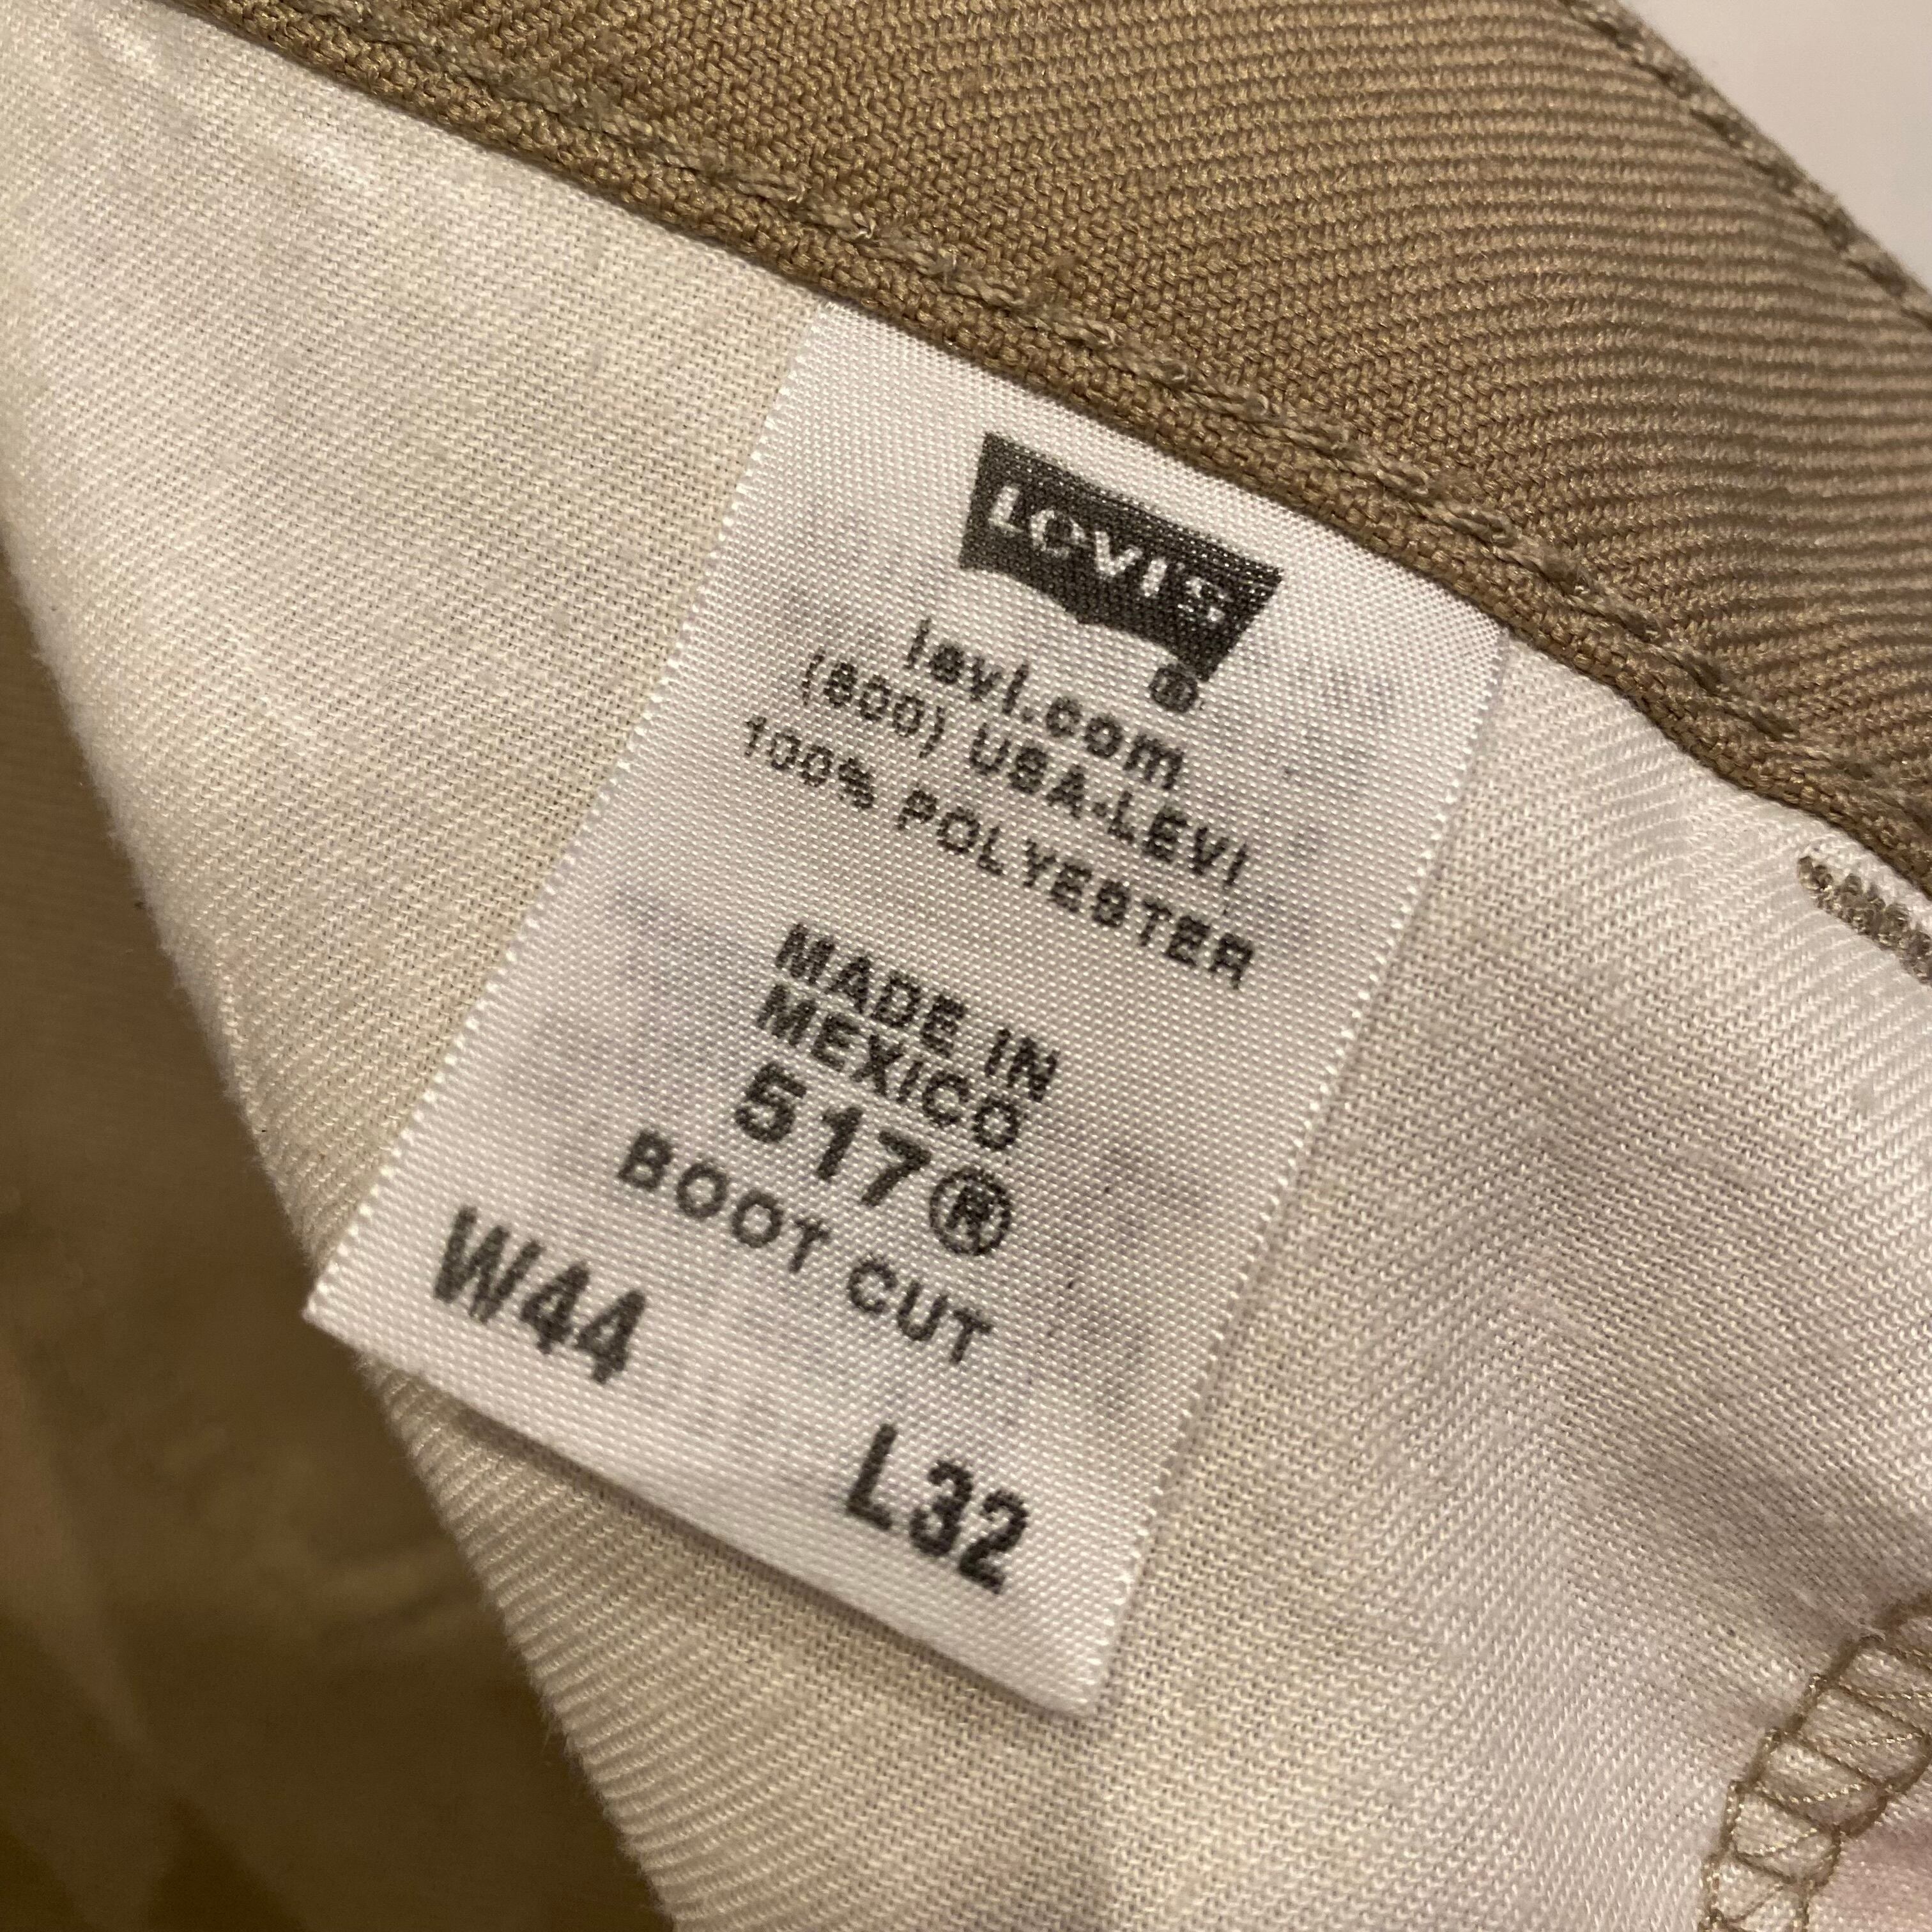 LEVI'S
®
levi.com
(800) USA-LEVI
100% POLYESTER
MADE IN
MEXICO
517®
BOOT CUT
W44 L32